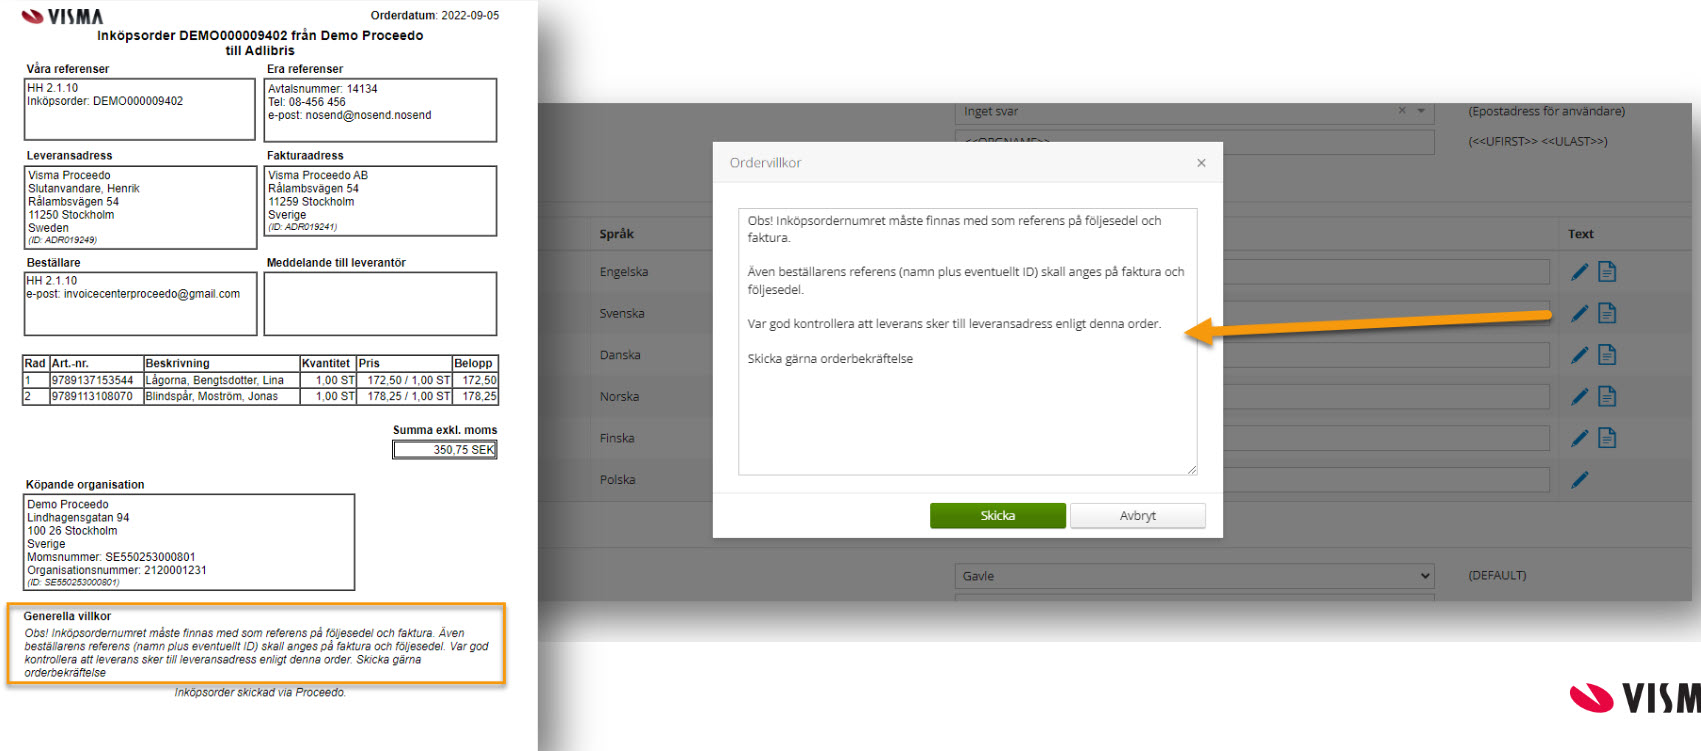 VISMA
Orderdatum: 2022-09-05
Inköpsorder DEMO000009402 från Demo Proceedo
till Adlibris
Våra referenser
HH 2.1.10
Inköpsorder: DEMO000009402
Era referenser
Avtalsnummer: 14134
Tel: 08-456 456
e-post: nosend@nosend.nosend
Leveransadress
Visma Proceedo
Slutanvandare, Henrik
Rålambsvägen 54
11250 Stockholm
Sweden
(ID: ADR019249)
Fakturaadress
Visma Proceedo AB
Rålambsvägen 54
11259 Stockholm
Sverige
(ID: ADR019241)
Beställare
HH 2.1.10
e-post: invoicecenterproceedo@gmail.com
Meddelande till leverantör
Rad Art.-nr. Beskrivning Kvantitet Pris Belopp
1 9789137153544 Lågorna, Bengtsdotter, Lina 1,00 ST 172,50 / 1,00 ST 172,50
2 9789113108070 Blindspår, Moström, Jonas 1,00 ST 178,25 / 1,00 ST 178,25
Summa exkl. moms
350,75 SEK
Köpande organisation
Demo Proceedo
Lindhagensgatan 94
100 26 Stockholm
Sverige
Momsnummer: SE550253000801
Organisationsnummer: 2120001231
(ID: SE550253000801)
Generella villkor
Obs! Inköpsordernumret måste finnas med som referens på följesedel och faktura. Även
beställarens referens (namn plus eventuellt ID) skall anges på faktura och följesedel. Var god
kontrollera att leverans sker till leveransadress enligt denna order. Skicka gärna
orderbekräftelse
Inköpsorder skickad via Proceedo.
Inget svar × (Epostadress för användare)
<<ORGNAME>> (<<UFIRST>> <<ULAST>>)
Språk
Text
Engelska
Svenska
Danska
Norska
Finska
Polska
Ordervillkor ×
Obs! Inköpsordernumret måste finnas med som referens på följesedel och
faktura.
Även beställarens referens (namn plus eventuellt ID) skall anges på faktura och
följesedel.
Var god kontrollera att leverans sker till leveransadress enligt denna order.
Skicka gärna orderbekräftelse
Skicka Avbryt
Gavle (DEFAULT)
VISM